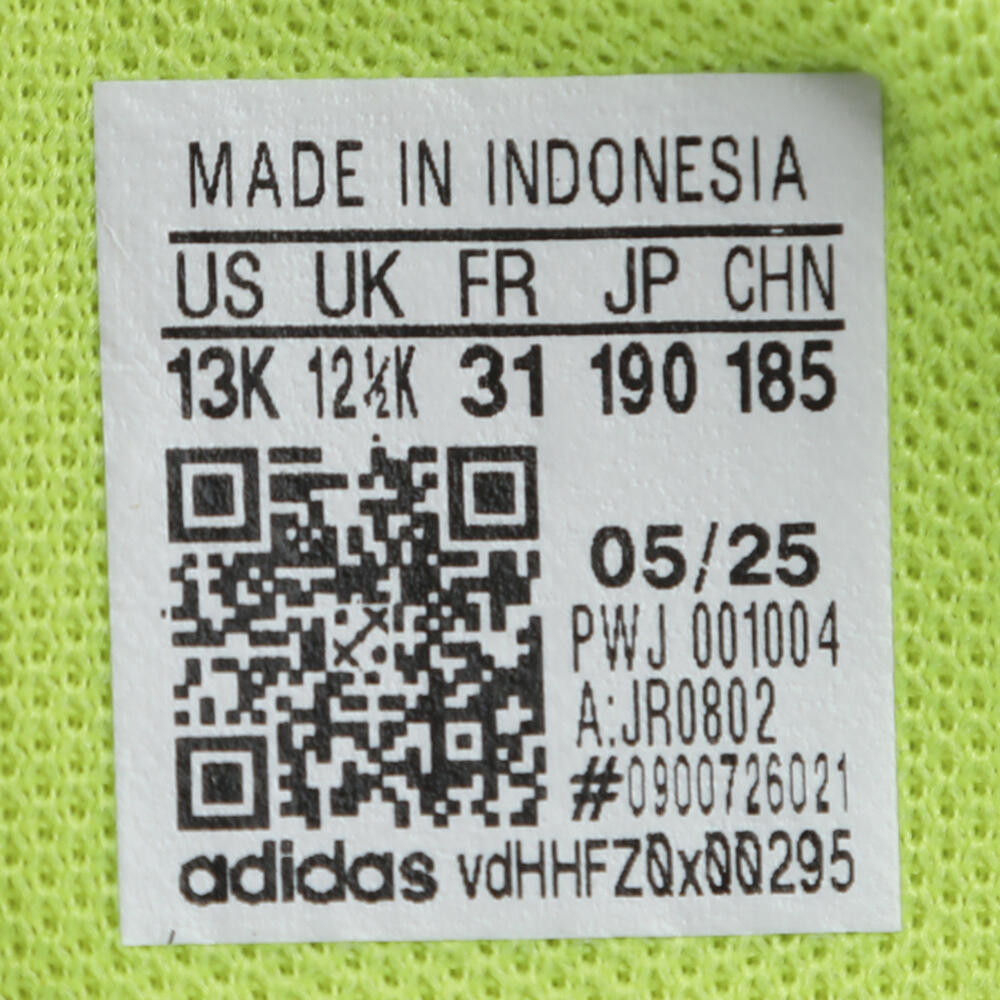 MADE IN INDONESIA
US UK FR JP CHN
13K 12½K 31 190 185
05/25
PWJ 001004
A:JR0802
#0900726021
adidas vdHHFZ0x00295